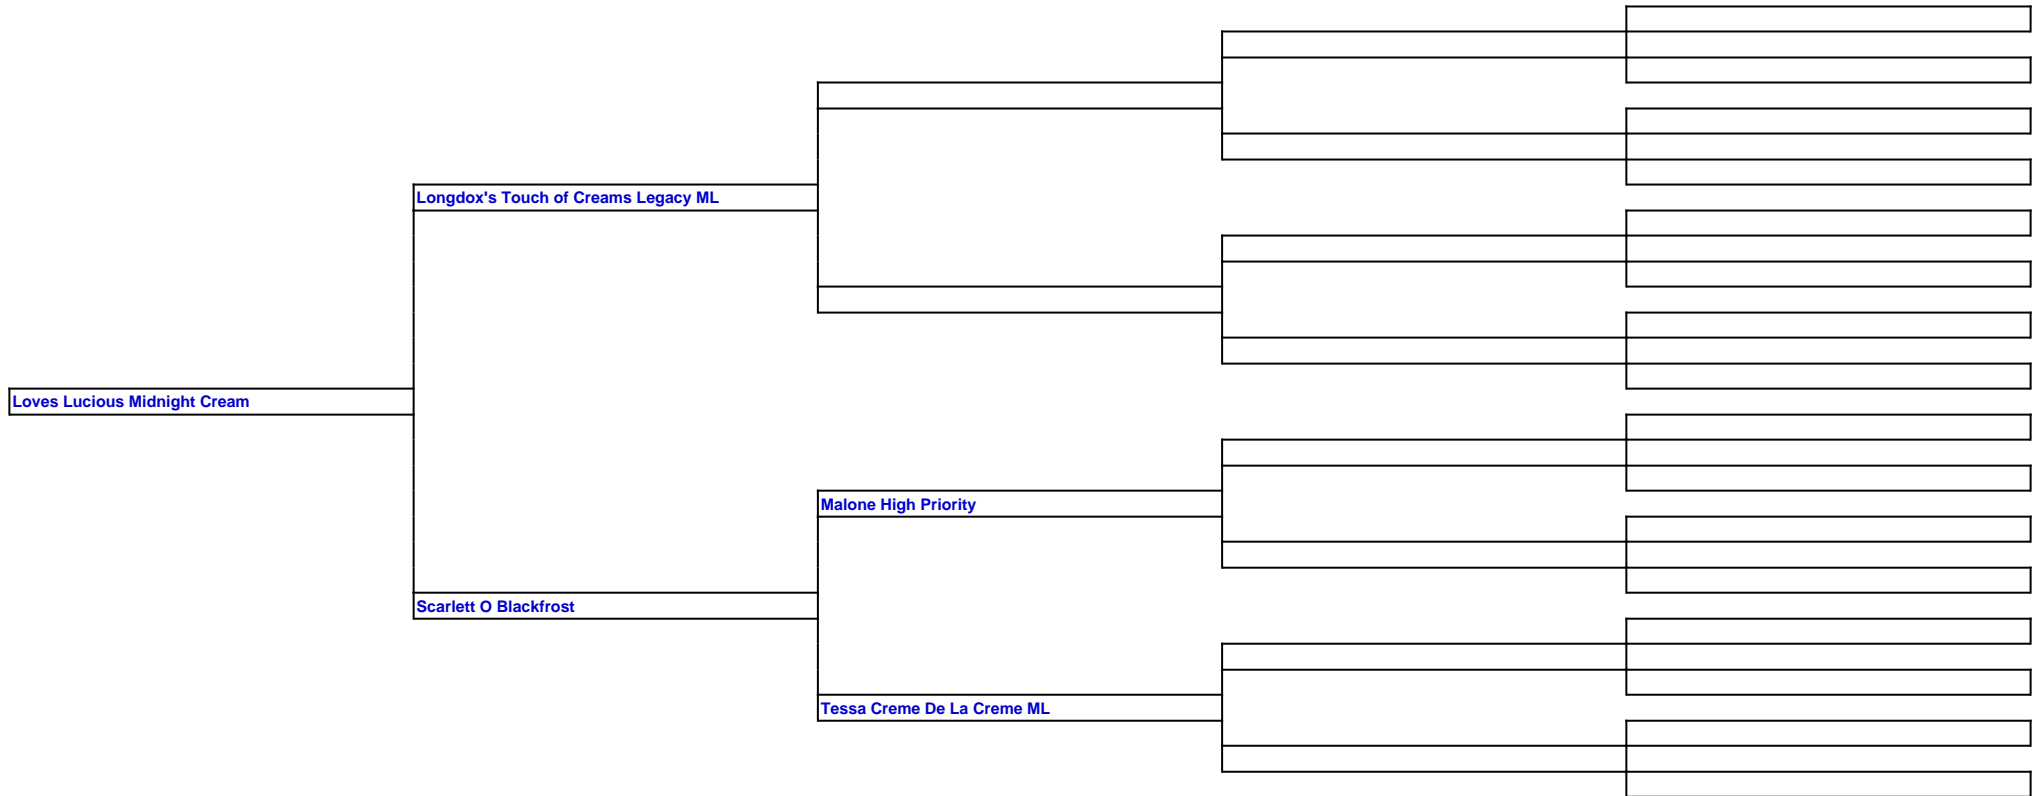 Longdox's Touch of Creams Legacy ML
Loves Lucious Midnight Cream
Malone High Priority
Scarlett O Blackfrost
Tessa Creme De La Creme ML